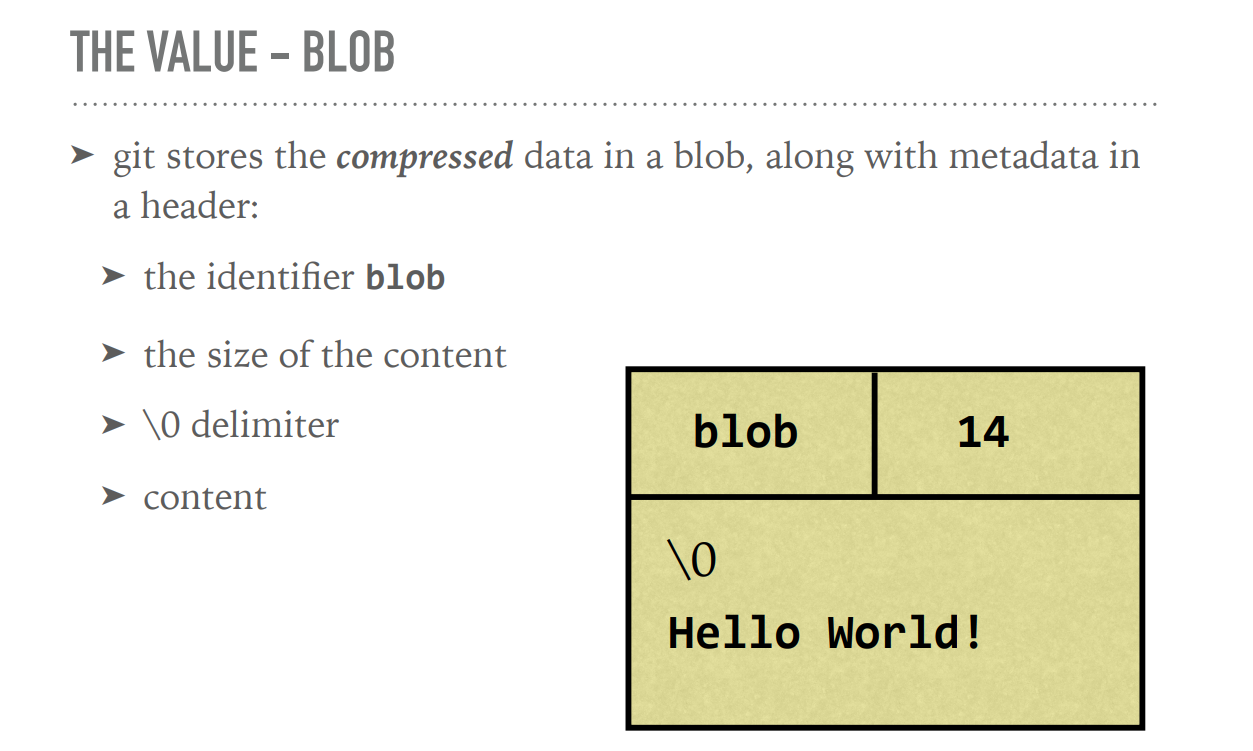 THE VALUE – BLOB
➤ git stores the compressed data in a blob, along with metadata in
a header:
➤ the identifier blob
➤ the size of the content
➤ \0 delimiter
➤ content
blob 14
\0
Hello World!